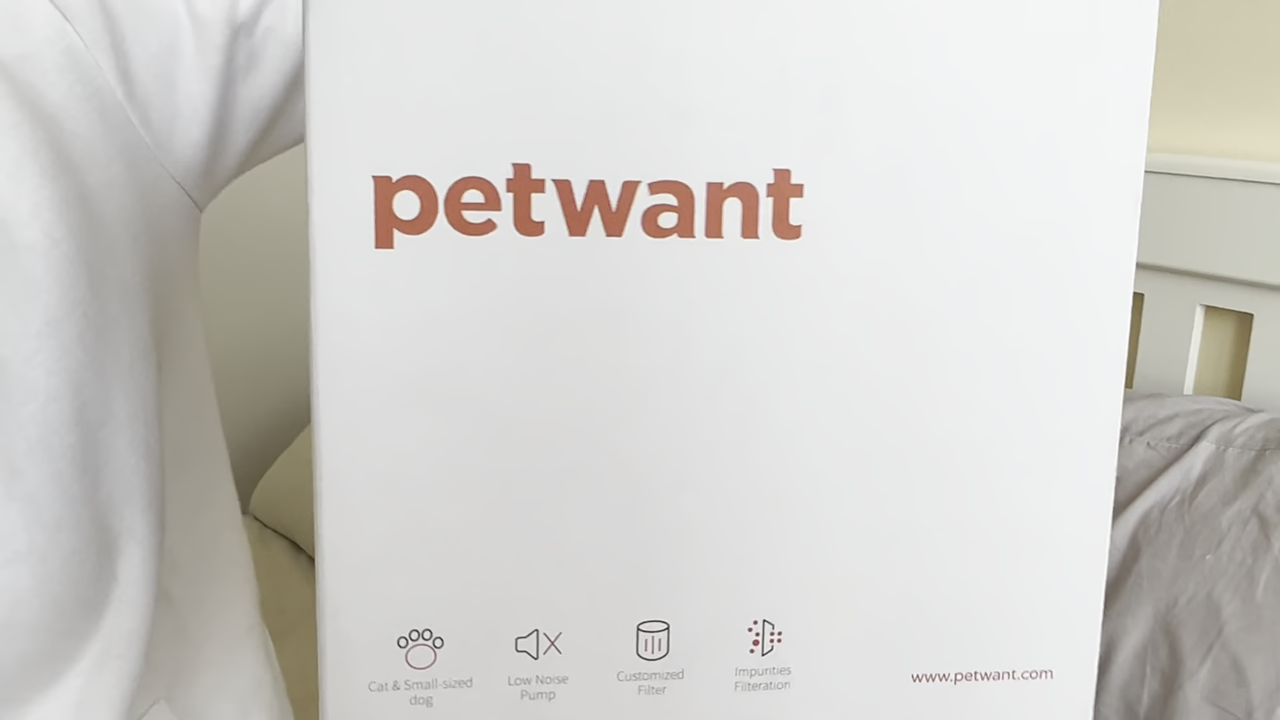 petwant
Cat & Small-sized
dog
Low Noise
Pump
Customized
Filter
Impurities
Filteration
www.petwant.com